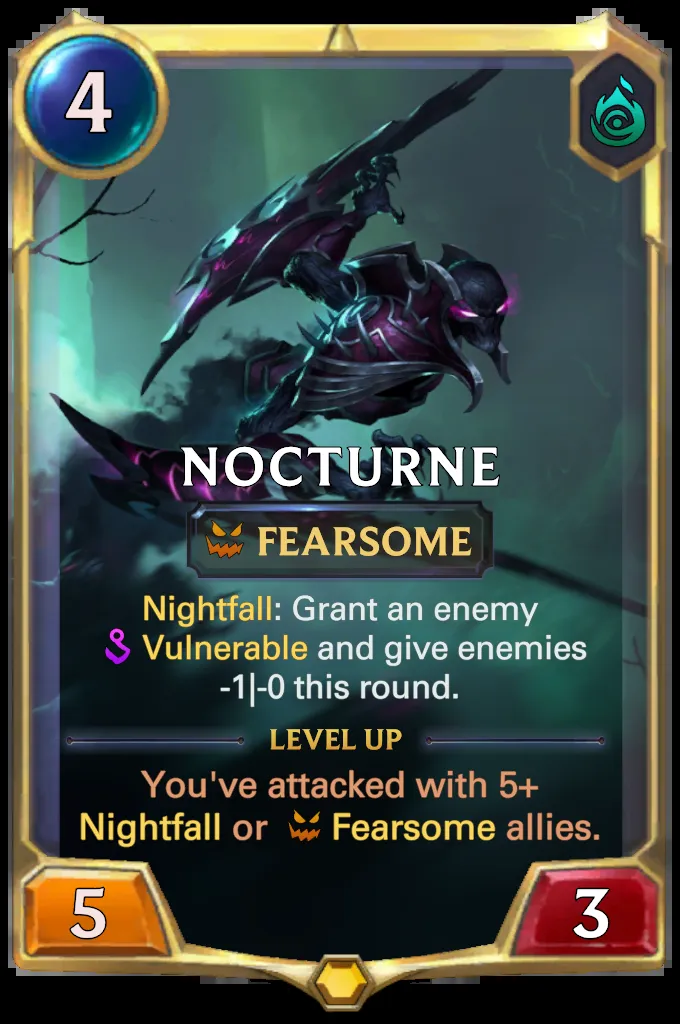 4
NOCTURNE
FEARSOME
Nightfall: Grant an enemy
Vulnerable and give enemies
-1|-0 this round.
LEVEL UP
You've attacked with 5+
Nightfall or Fearsome allies.
5
3